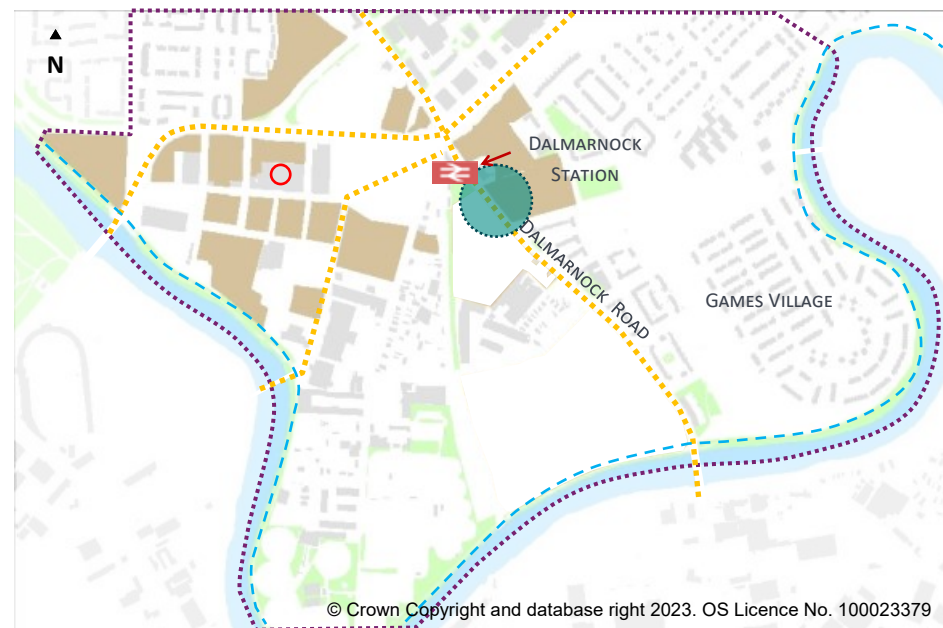 N
DALMARNOCK
STATION
DALMARNOCK ROAD
GAMES VILLAGE
© Crown Copyright and database right 2023. OS Licence No. 100023379